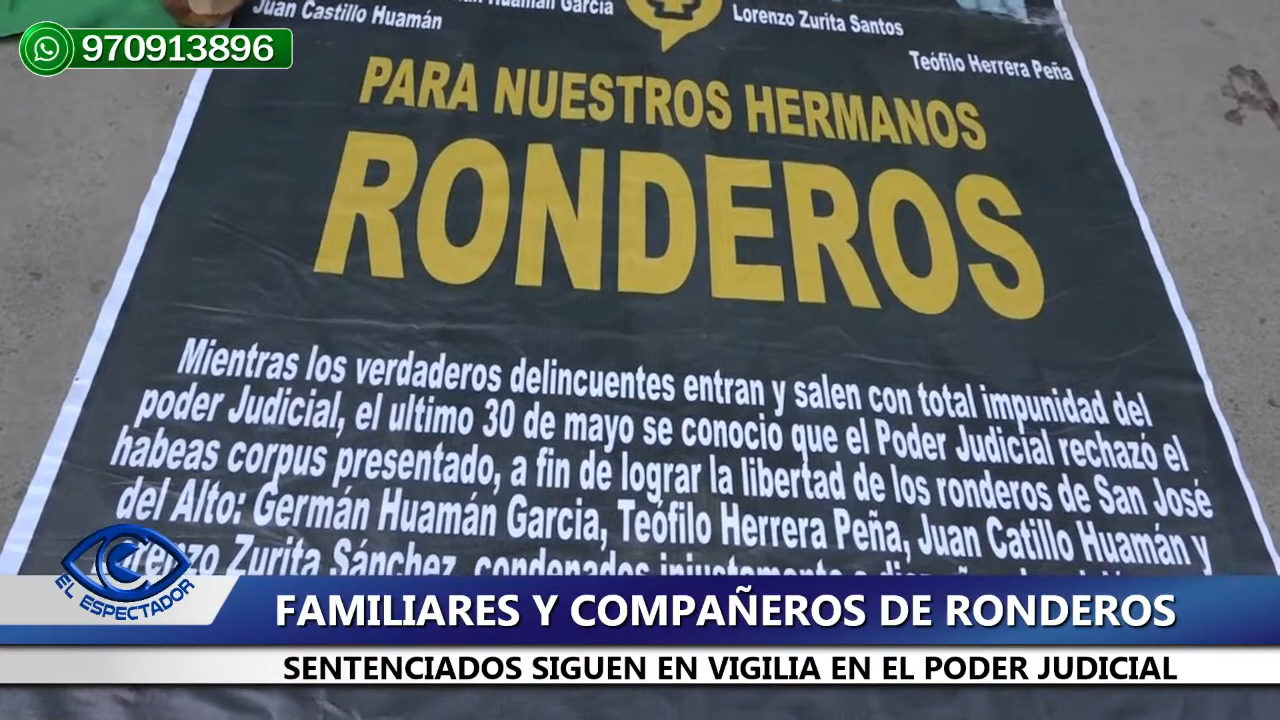 970913896
Juan Castillo Huamán
Huamán Garcia
Lorenzo Zurita Santos
Teófilo Herrera Peña
PARA NUESTROS HERMANOS
RONDEROS
Mientras los verdaderos delincuentes entran y salen con total impunidad del
poder Judicial, el ultimo 30 de mayo se conocio que el Poder Judicial rechazó el
habeas corpus presentado, a fin de lograr la libertad de los ronderos de San José
del Alto: Germán Huamán Garcia, Teófilo Herrera Peña, Juan Catillo Huamán y
Zurita Sánchez, condenados injustamente a
EL ESPECTADOR
FAMILIARES Y COMPAÑEROS DE RONDEROS
SENTENCIADOS SIGUEN EN VIGILIA EN EL PODER JUDICIAL